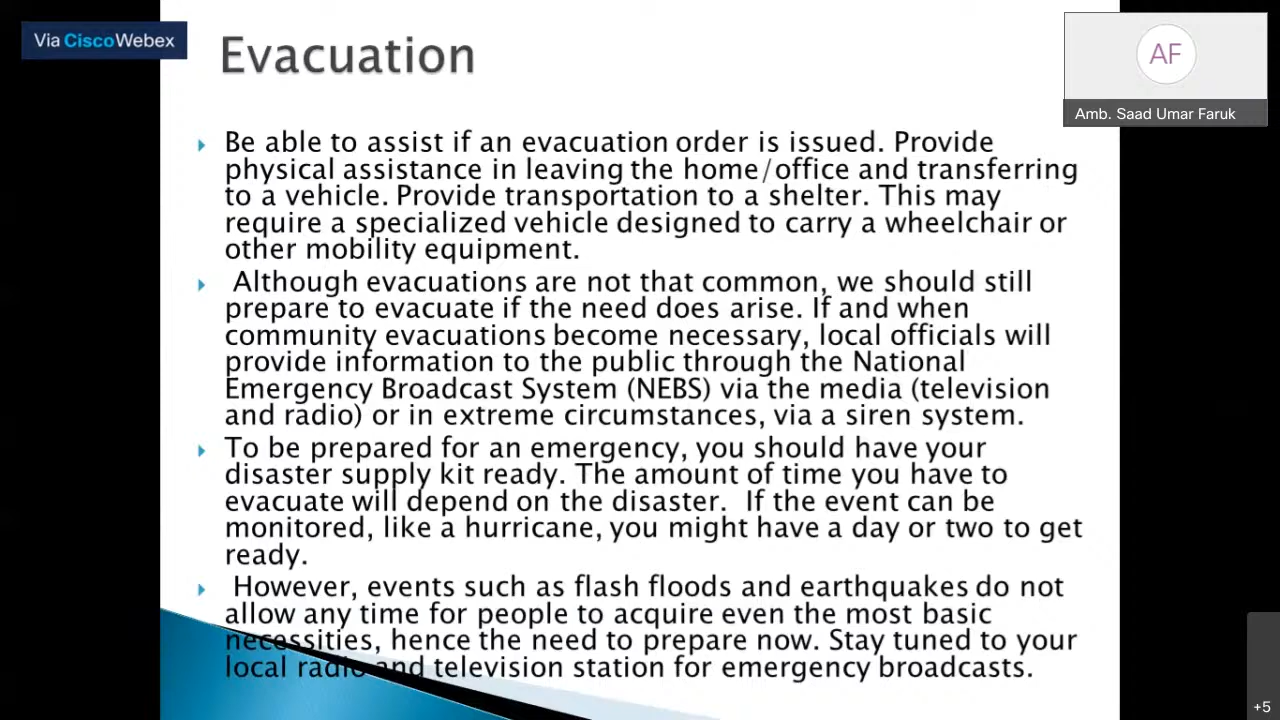 Via CiscoWebex
Evacuation
AF
Amb. Saad Umar Faruk
Be able to assist if an evacuation order is issued. Provide
physical assistance in leaving the home/office and transferring
to a vehicle. Provide transportation to a shelter. This may
require a specialized vehicle designed to carry a wheelchair or
other mobility equipment.
Although evacuations are not that common, we should still
prepare to evacuate if the need does arise. If and when
community evacuations become necessary, local officials will
provide information to the public through the National
Emergency Broadcast System (NEBS) via the media (television
and radio) or in extreme circumstances, via a siren system.
To be prepared for an emergency, you should have your
disaster supply kit ready. The amount of time you have to
evacuate will depend on the disaster. If the event can be
monitored, like a hurricane, you might have a day or two to get
ready.
However, events such as flash floods and earthquakes do not
allow any time for people to acquire even the most basic
necessities, hence the need to prepare now. Stay tuned to your
local radio and television station for emergency broadcasts.
+5